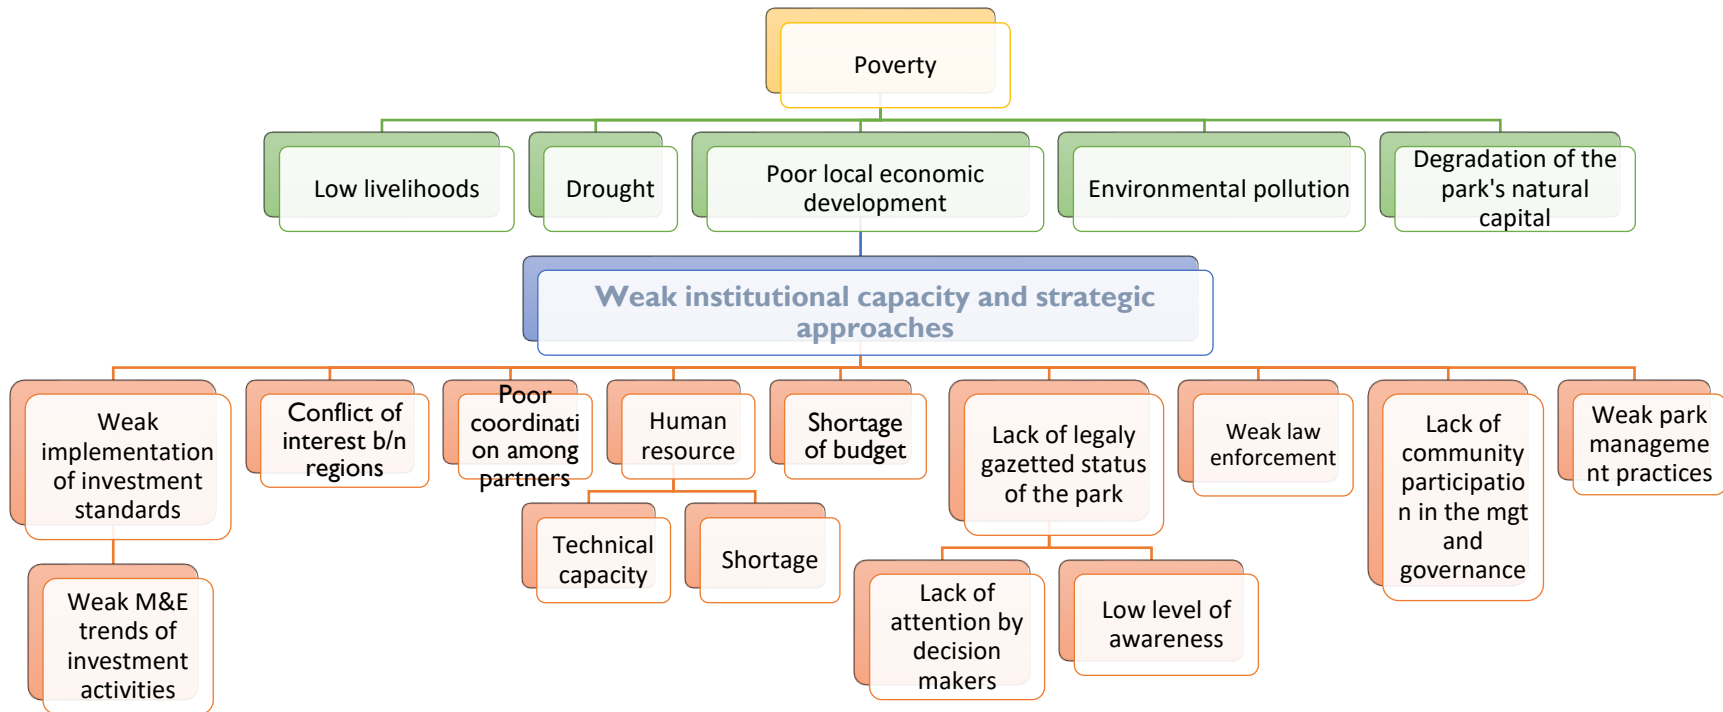 Poverty
Low livelihoods
Drought
Poor local economic
development
Environmental pollution
Degradation of the
park's natural
capital
Weak institutional capacity and strategic
approaches
Weak
implementation
of investment
standards
Conflict of
interest b/n
regions
Poor
coordinati
on among
partners
Human
resource
Shortage
of budget
Lack of legaly
gazetted status
of the park
Weak law
enforcement
Lack of
community
participatio
n in the mgt
and
governance
Weak park
manageme
nt practices
Weak M&E
trends of
investment
activities
Technical
capacity
Shortage
Lack of
attention by
decision
makers
Low level of
awareness